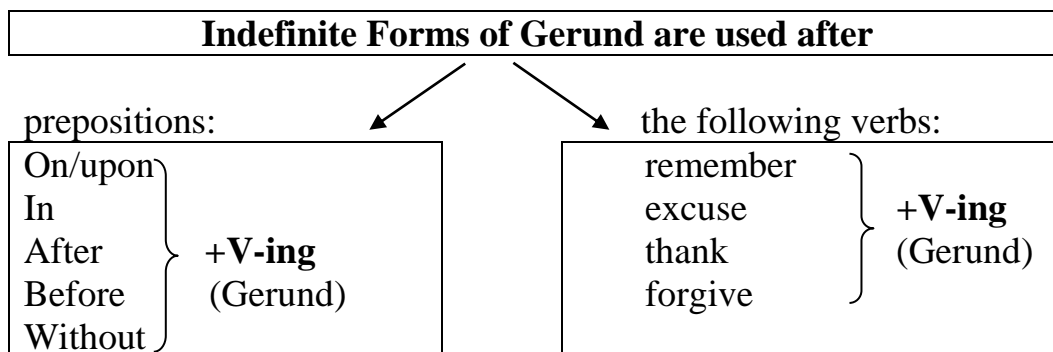 Indefinite Forms of Gerund are used after
prepositions:
On/upon
In
After
Before
Without
+V-ing
(Gerund)
the following verbs:
remember
excuse
thank
forgive
+V-ing
(Gerund)